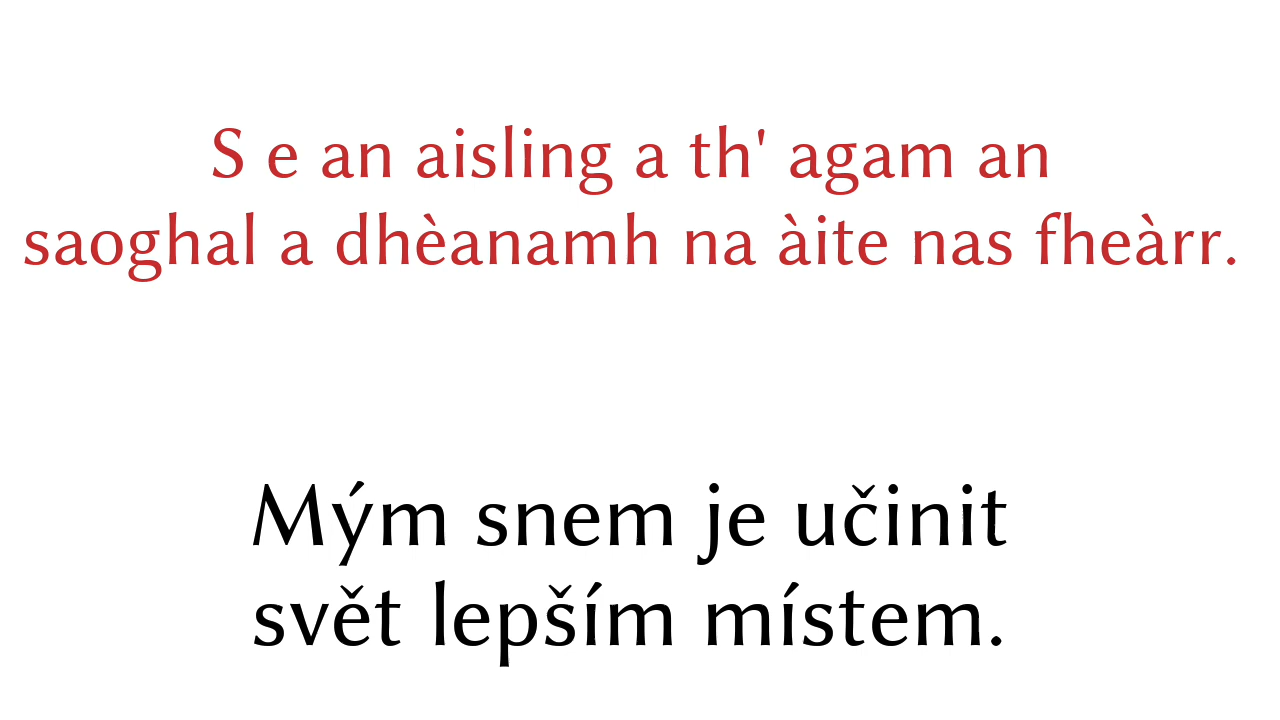 S e an aisling a th' agam an
saoghal a dhèanamh na àite nas fheàrr.
Mým snem je učinit
svět lepším místem.